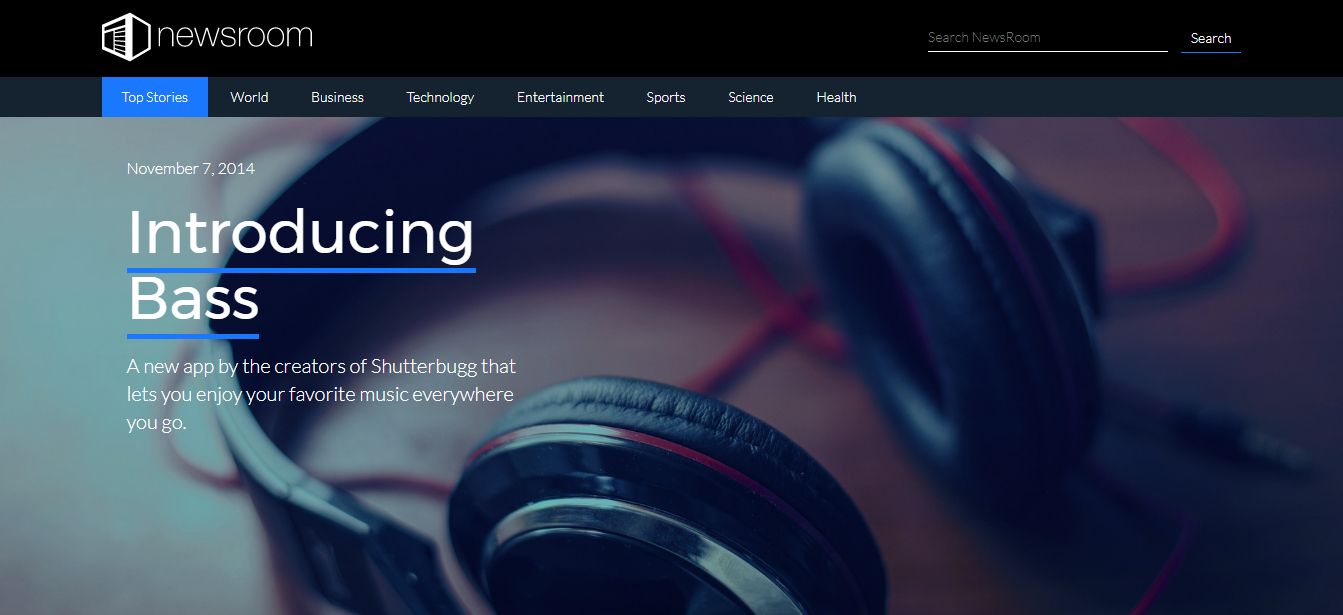 newsroom
Search NewsRoom
Search
Top Stories
World
Business
Technology
Entertainment
Sports
Science
Health
November 7, 2014
Introducing
Bass
A new app by the creators of Shutterbugg that
lets you enjoy your favorite music everywhere
you go.